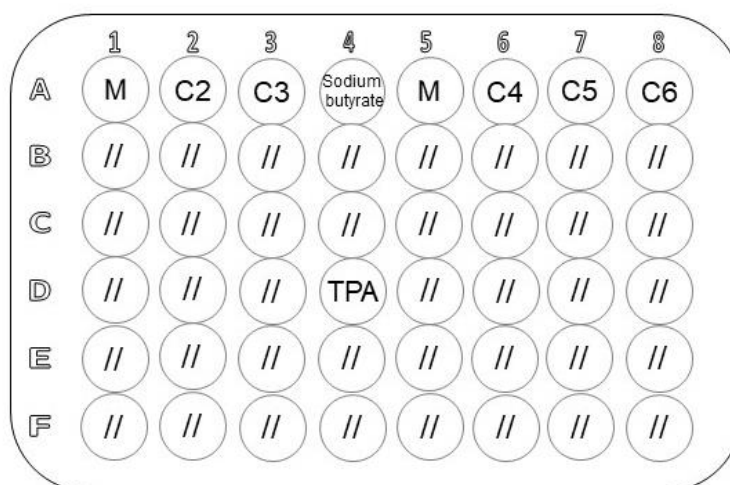 1 2 3 4 5 6 7 8
A M C2 C3 Sodium butyrate M C4 C5 C6
B // // // // // // // //
C // // // // // // // //
D // // // TPA // // // //
E // // // // // // // //
F // // // // // // // //